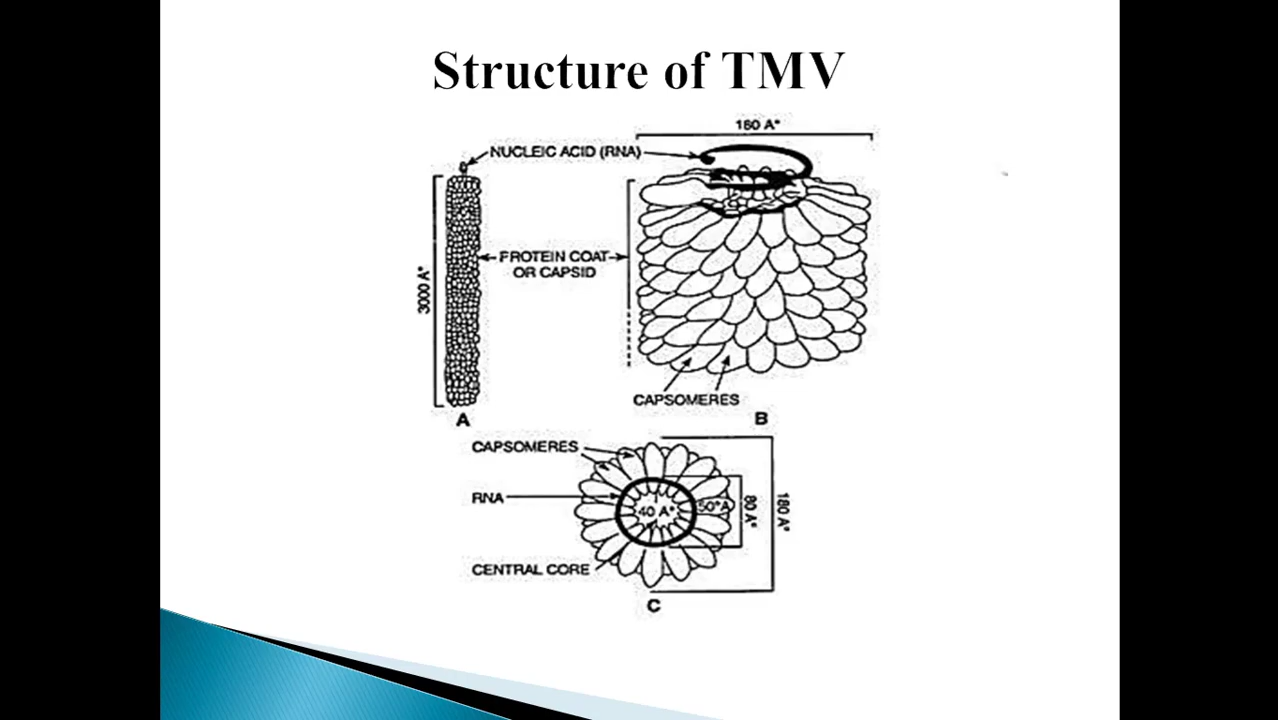 Structure of TMV
180 A°
NUCLEIC ACID (RNA)
3000 A°
PROTEIN COAT
OR CAPSID
CAPSOMERES
A
B
CAPSOMERES
RNA
40 A°
50°A
80 A°
180 A°
CENTRAL CORE
C